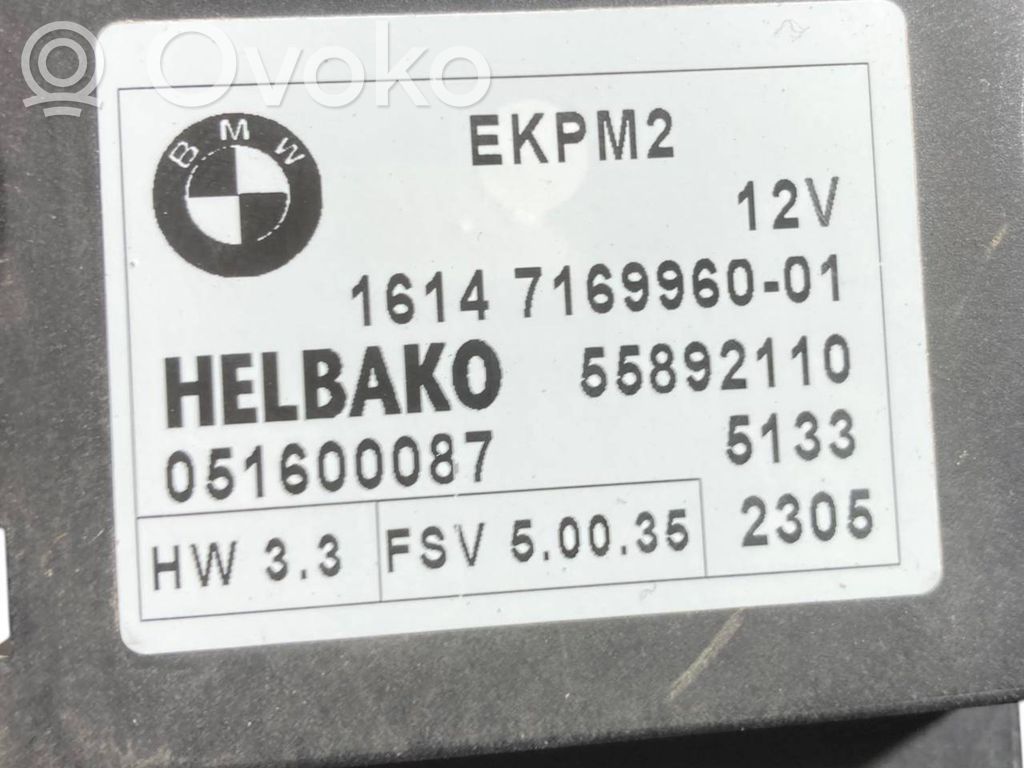 Ovoko
BMW
EKPM2
12V
1614 7169960-01
HELBAKO 55892110
051600087 5133
HW 3.3 FSV 5.00.35 2305